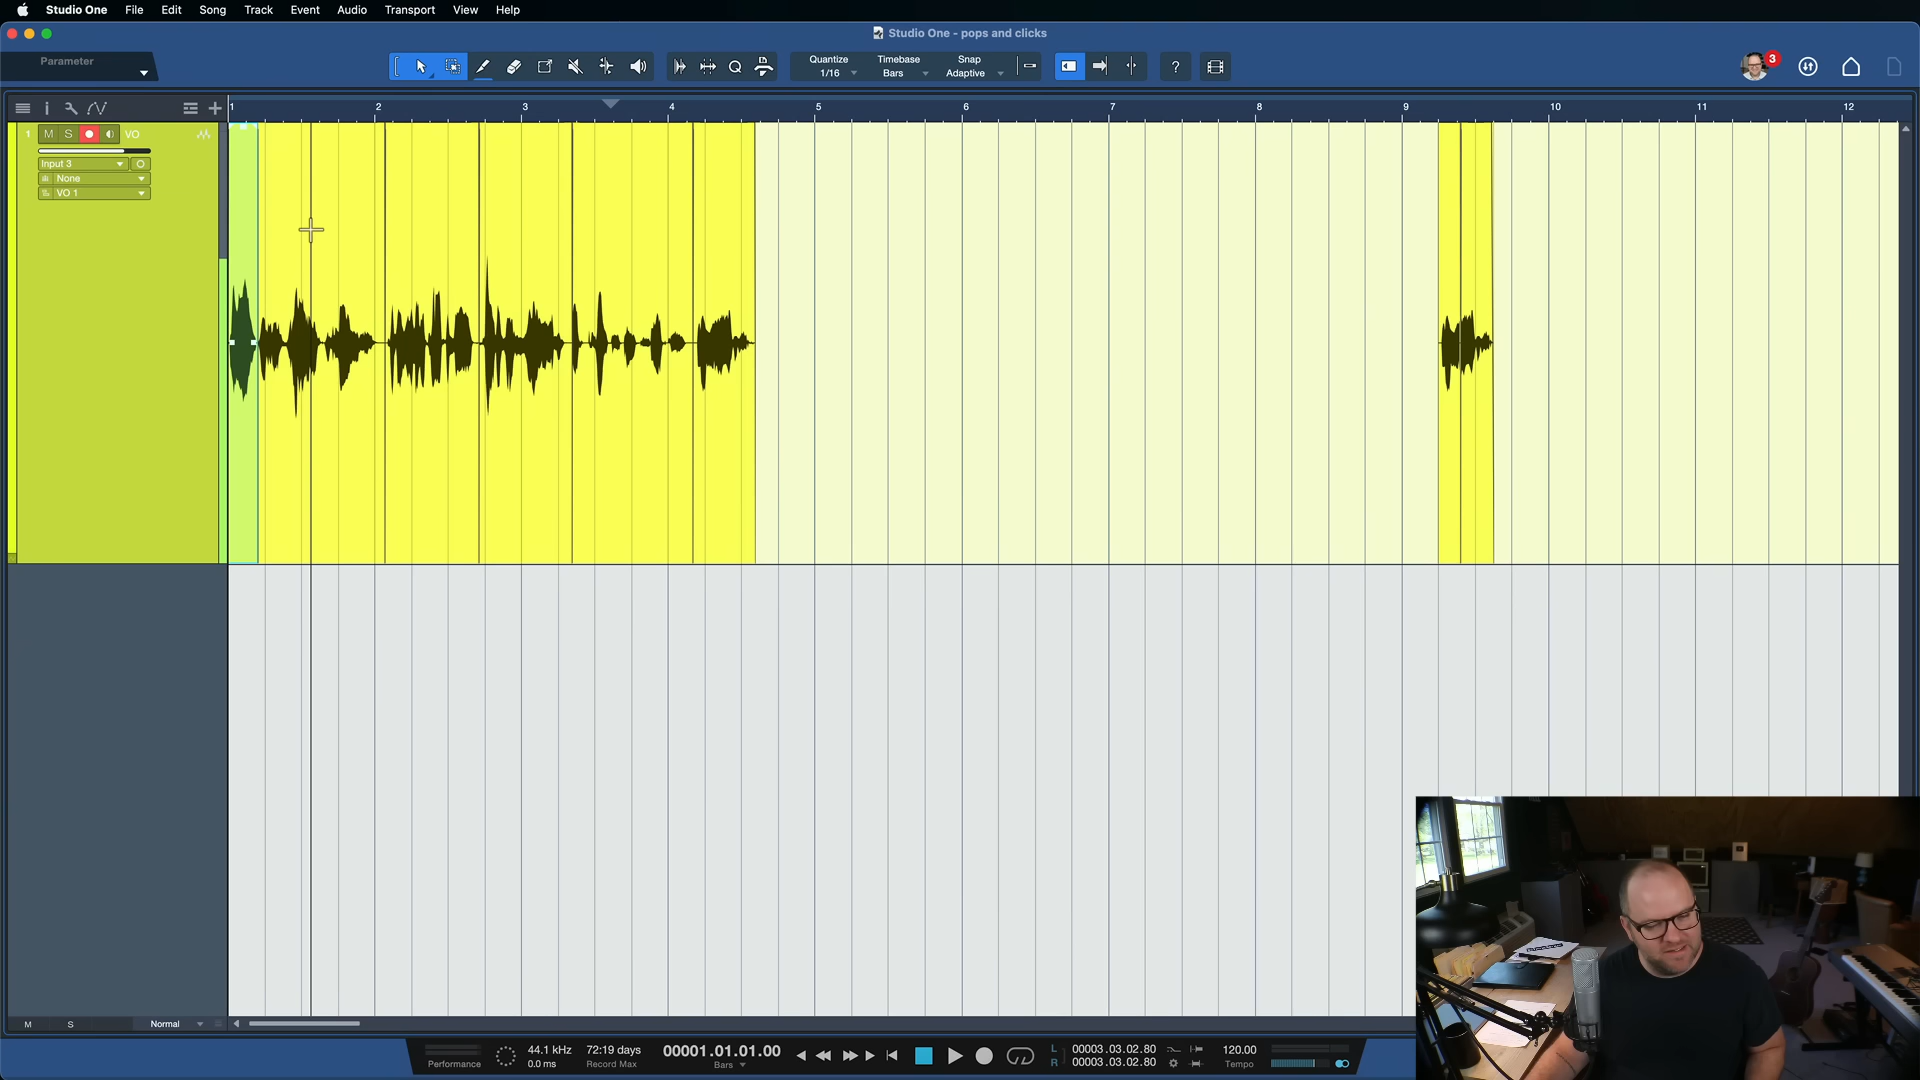 Studio One File Edit Song Track Event Audio Transport View Help
Studio One - pops and clicks
Parameter
Quantize Timebase Snap
1/16 Bars Adaptive
?
3
1 2 3 4 5 6 7 8 9 10 11 12
1 M S VO
Input 3
None
VO 1
M S Normal
Performance
44.1 kHz
0.0 ms
72:19 days
Record Max
00001.01.01.00
Bars
L 00003.03.02.80
R 00003.03.02.80
120.00
Tempo